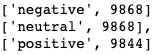 ['negative', 9868]
['neutral', 9868],
['positive', 9844]